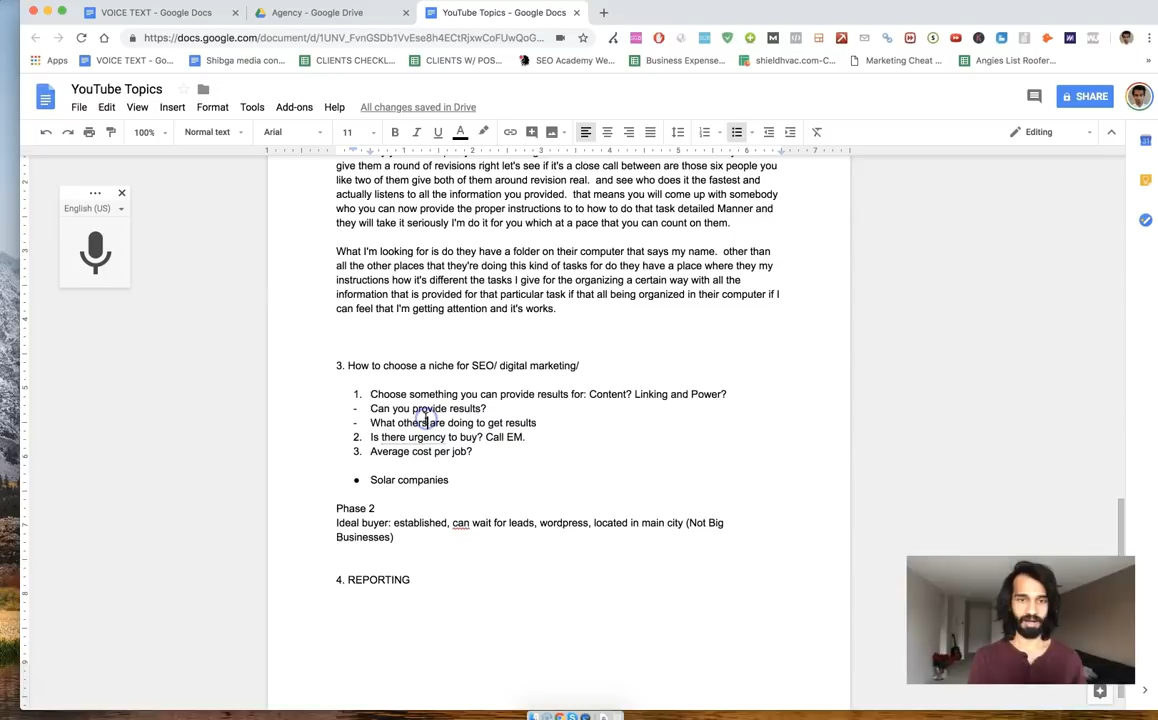 VOICE TEXT - Google Docs
Agency - Google Drive
YouTube Topics - Google Docs
https://docs.google.com/document/d/1UNV_FvnGSDb1VvEse8h4ECtRjxwCoFUwQoG...
Apps
VOICE TEXT - Go...
Shibga media con...
CLIENTS CHECKL...
CLIENTS W/ POS...
SEO Academy We...
Business Expense...
shieldhvac.com-C...
Marketing Cheat ...
Angies List Roofer...
YouTube Topics
SHARE
File Edit View Insert Format Tools Add-ons Help All changes saved in Drive
100% Normal text Arial 11 Editing
give them a round of revisions right let's see if it's a close call between are those six people you
like two of them give both of them around revision real. and see who does it the fastest and
actually listens to all the information you provided. that means you will come up with somebody
who you can now provide the proper instructions to to how to do that task detailed Manner and
they will take it seriously I'm do it for you which at a pace that you can count on them.
English (US)
What I'm looking for is do they have a folder on their computer that says my name. other than
all the other places that they're doing this kind of tasks for do they have a place where they my
instructions how it's different the tasks I give for the organizing a certain way with all the
information that is provided for that particular task if that all being organized in their computer if I
can feel that I'm getting attention and it's works.
3. How to choose a niche for SEO/ digital marketing/
1. Choose something you can provide results for: Content? Linking and Power?
- Can you provide results?
- What others are doing to get results
2. Is there urgency to buy? Call EM.
3. Average cost per job?
● Solar companies
Phase 2
Ideal buyer: established, can wait for leads, wordpress, located in main city (Not Big
Businesses)
4. REPORTING